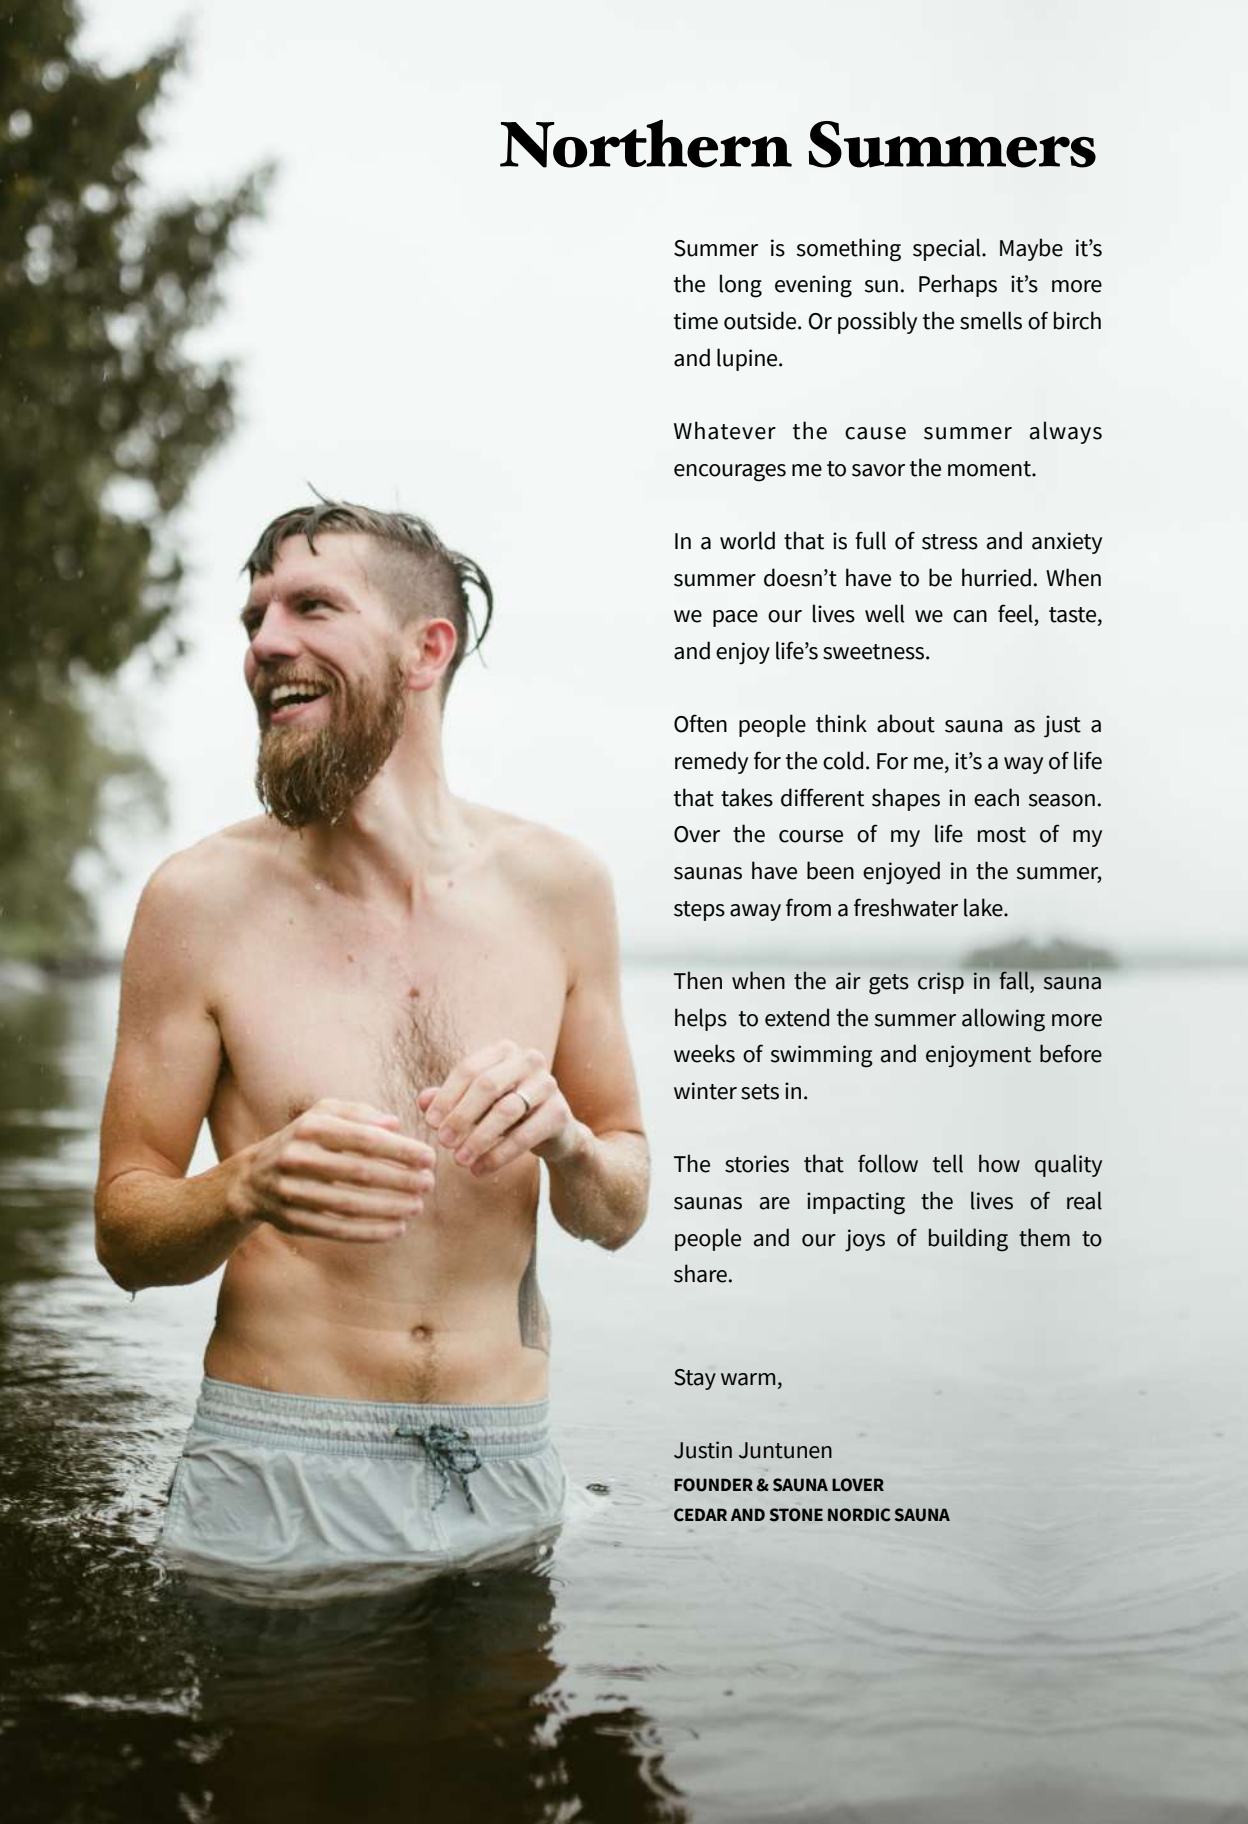 Northern Summers
Summer is something special. Maybe it’s
the long evening sun. Perhaps it’s more
time outside. Or possibly the smells of birch
and lupine.
Whatever the cause summer always
encourages me to savor the moment.
In a world that is full of stress and anxiety
summer doesn’t have to be hurried. When
we pace our lives well we can feel, taste,
and enjoy life’s sweetness.
Often people think about sauna as just a
remedy for the cold. For me, it’s a way of life
that takes different shapes in each season.
Over the course of my life most of my
saunas have been enjoyed in the summer,
steps away from a freshwater lake.
Then when the air gets crisp in fall, sauna
helps to extend the summer allowing more
weeks of swimming and enjoyment before
winter sets in.
The stories that follow tell how quality
saunas are impacting the lives of real
people and our joys of building them to
share.
Stay warm,
Justin Juntunen
FOUNDER & SAUNA LOVER
CEDAR AND STONE NORDIC SAUNA